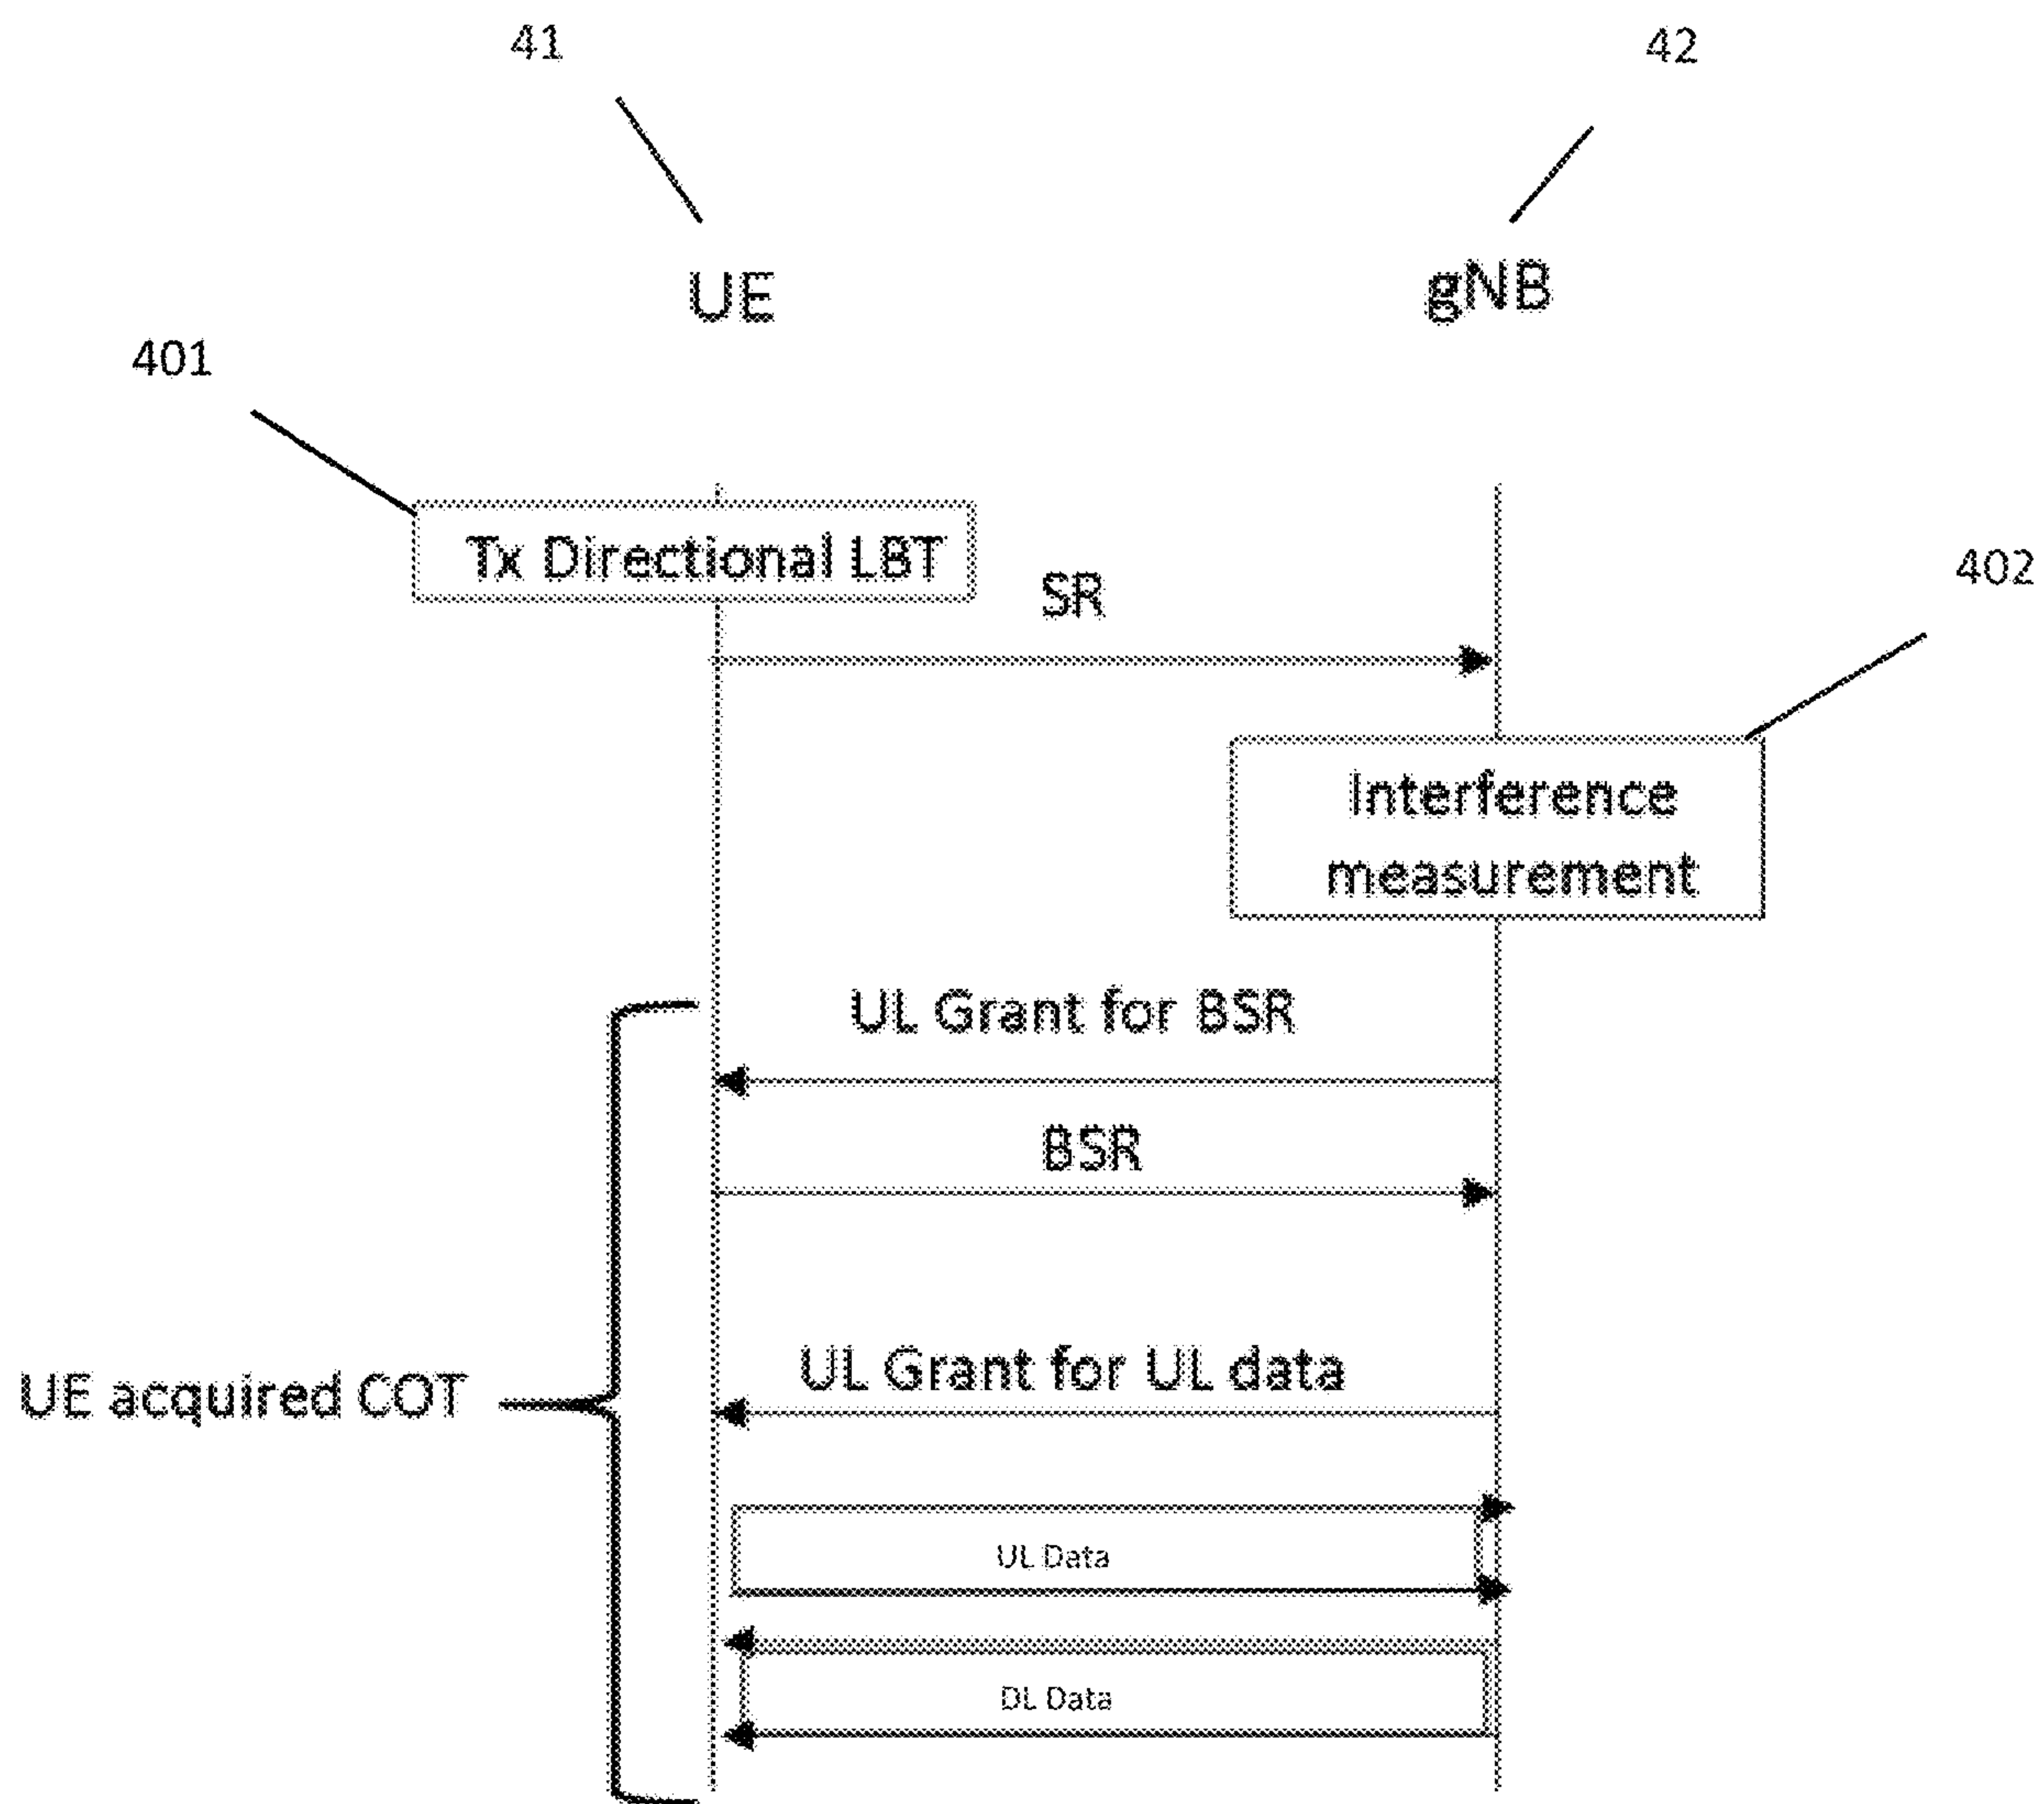 41
42
UE
gNB
401
Tx Directional LBT
SR
402
Interference
measurement
UL Grant for BSR
BSR
UL Grant for UL data
UE acquired COT
UL Data
DL Data